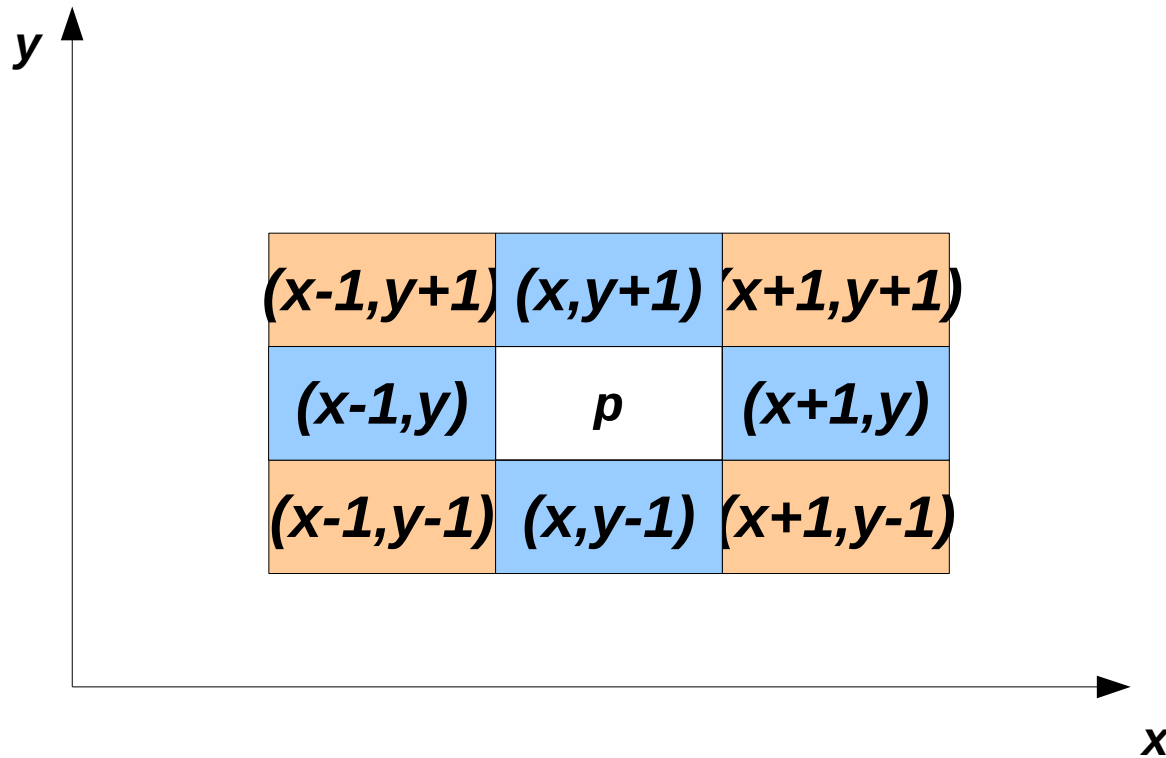 y
(x-1,y+1) (x,y+1) (x+1,y+1)
(x-1,y) p (x+1,y)
(x-1,y-1) (x,y-1) (x+1,y-1)
x